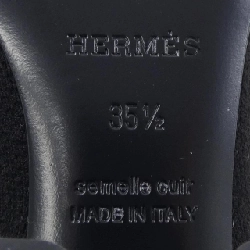 HERMÈS
35½
semelle cuir
MADE IN ITALY